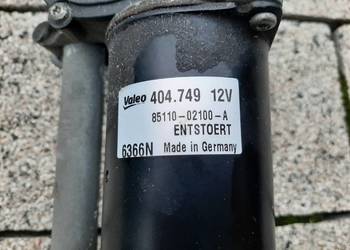 Valeo 404.749 12V
85110-02100-A
ENTSTOERT
6366N Made in Germany